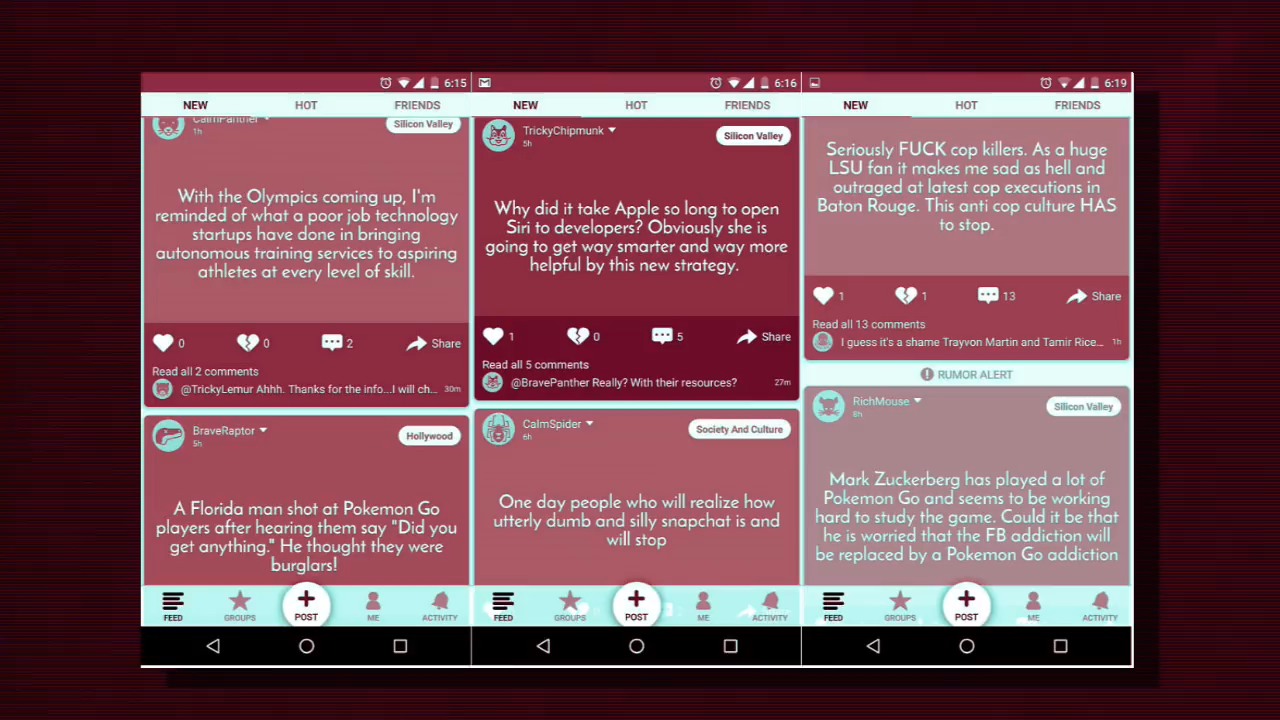 6:15
NEW HOT FRIENDS
CalmPanther
1h
Silicon Valley
With the Olympics coming up, I'm
reminded of what a poor job technology
startups have done in bringing
autonomous training services to aspiring
athletes at every level of skill.
0 0 2 Share
Read all 2 comments
@TrickyLemur Ahhh. Thanks for the info...I will ch... 30m
BraveRaptor
5h
Hollywood
A Florida man shot at Pokemon Go
players after hearing them say "Did you
get anything." He thought they were
burglars!
FEED GROUPS POST ME ACTIVITY
6:16
NEW HOT FRIENDS
TrickyChipmunk
5h
Silicon Valley
Why did it take Apple so long to open
Siri to developers? Obviously she is
going to get way smarter and way more
helpful by this new strategy.
1 0 5 Share
Read all 5 comments
@BravePanther Really? With their resources? 27m
CalmSpider
6h
Society And Culture
One day people who will realize how
utterly dumb and silly snapchat is and
will stop
FEED GROUPS POST ME ACTIVITY
6:19
NEW HOT FRIENDS
Seriously FUCK cop killers. As a huge
LSU fan it makes me sad as hell and
outraged at latest cop executions in
Baton Rouge. This anti cop culture HAS
to stop.
1 1 13 Share
Read all 13 comments
I guess it's a shame Trayvon Martin and Tamir Rice... 1h
RUMOR ALERT
RichMouse
8h
Silicon Valley
Mark Zuckerberg has played a lot of
Pokemon Go and seems to be working
hard to study the game. Could it be that
he is worried that the FB addiction will
be replaced by a Pokemon Go addiction
FEED GROUPS POST ME ACTIVITY